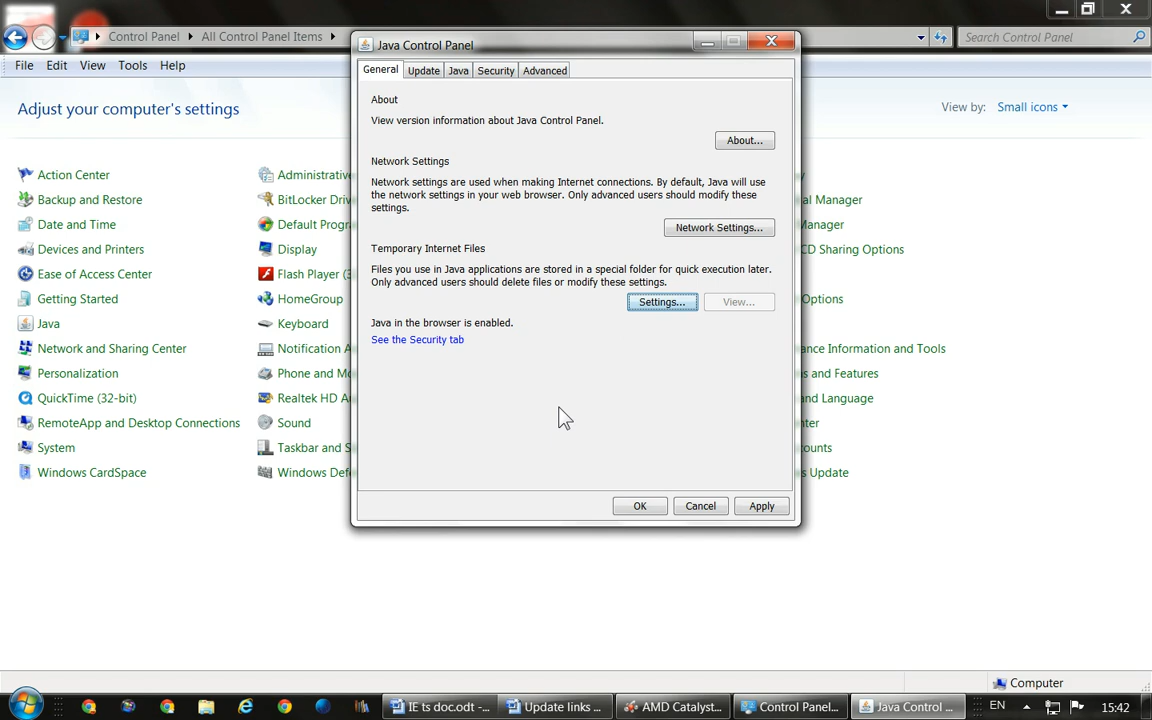 Control Panel
All Control Panel Items
Search Control Panel
File Edit View Tools Help
Adjust your computer's settings
View by: Small icons
Action Center
Backup and Restore
Date and Time
Devices and Printers
Ease of Access Center
Getting Started
Java
Network and Sharing Center
Personalization
QuickTime (32-bit)
RemoteApp and Desktop Connections
System
Windows CardSpace
Administrative
BitLocker Driv
Default Progr
Display
Flash Player (3
HomeGroup
Keyboard
Notification A
Phone and Mo
Realtek HD A
Sound
Taskbar and S
Windows Defe
Java Control Panel
General Update Java Security Advanced
About
View version information about Java Control Panel.
About...
Network Settings
Network settings are used when making Internet connections. By default, Java will use
the network settings in your web browser. Only advanced users should modify these
settings.
Network Settings...
Temporary Internet Files
Files you use in Java applications are stored in a special folder for quick execution later.
Only advanced users should delete files or modify these settings.
Settings... View...
Java in the browser is enabled.
See the Security tab
OK Cancel Apply
al Manager
Manager
CD Sharing Options
Options
nce Information and Tools
s and Features
and Language
nter
counts
s Update
Computer
IE ts doc.odt -...
Update links ...
AMD Catalyst...
Control Panel...
Java Control ...
EN
15:42